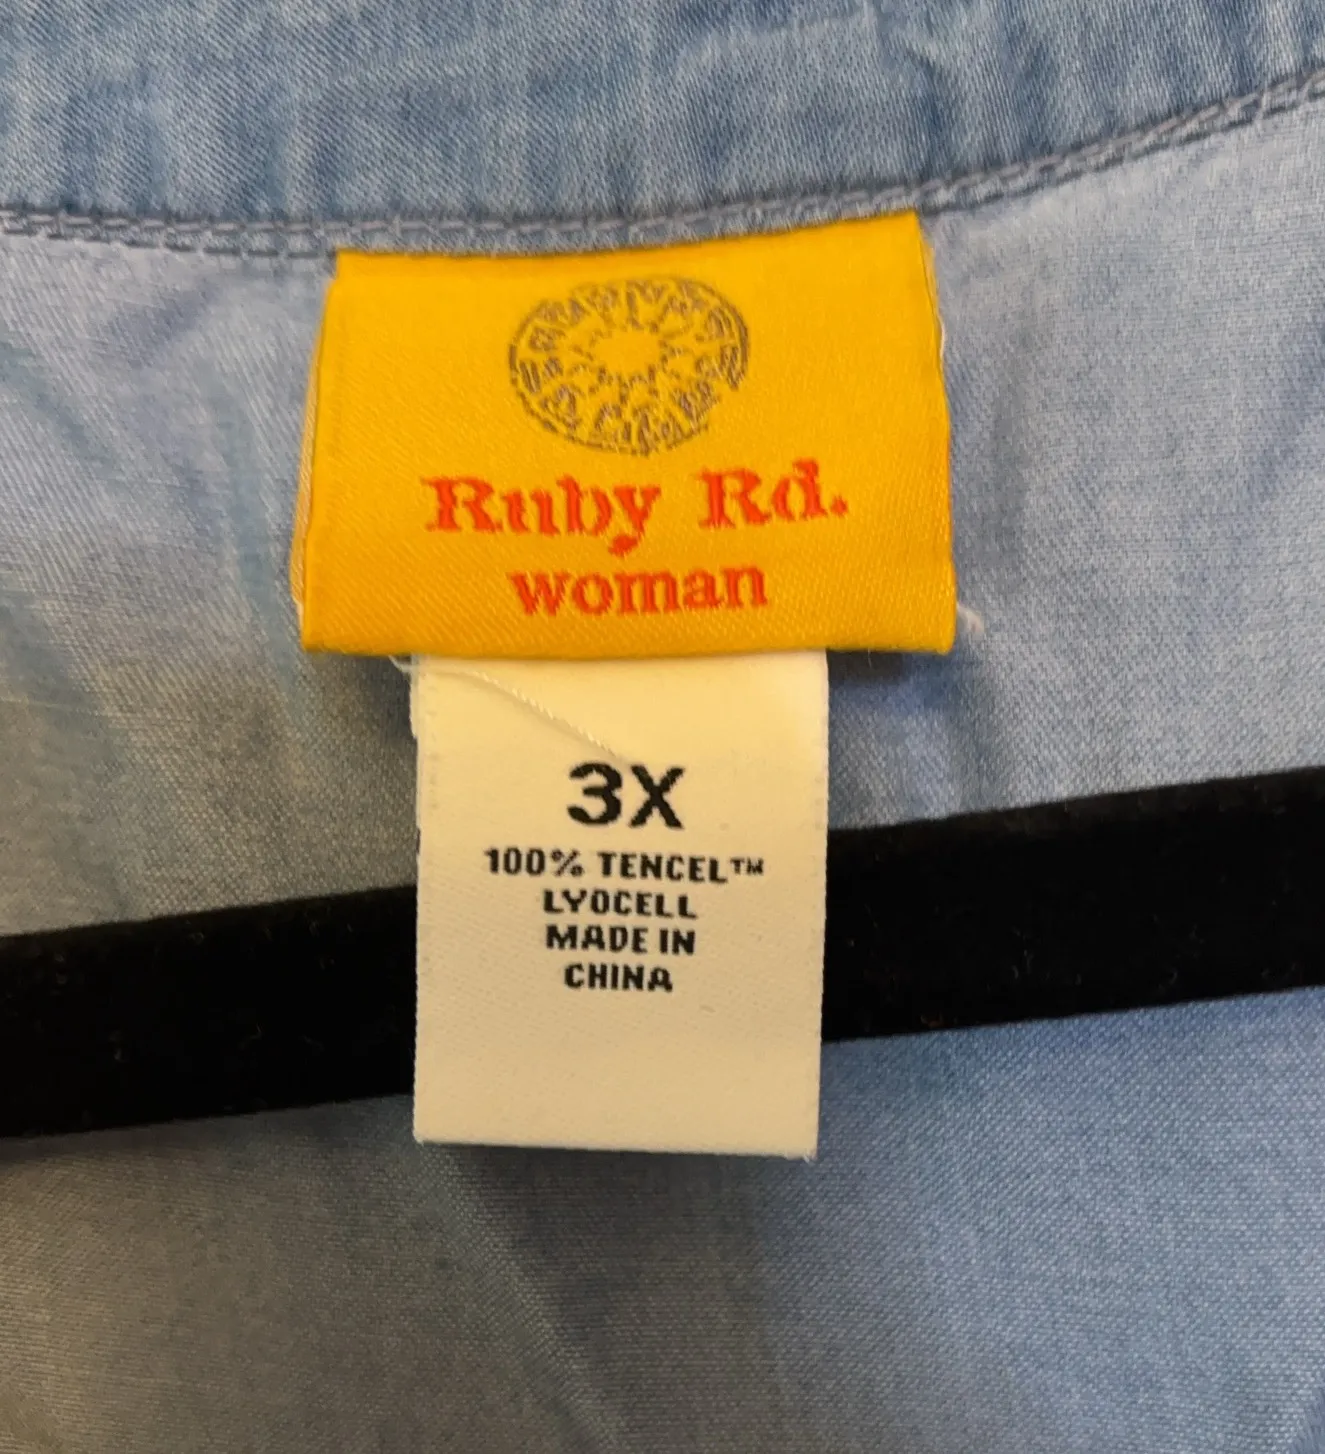 Ruby Rd.
woman
3X
100% TENCEL™
LYOCELL
MADE IN
CHINA